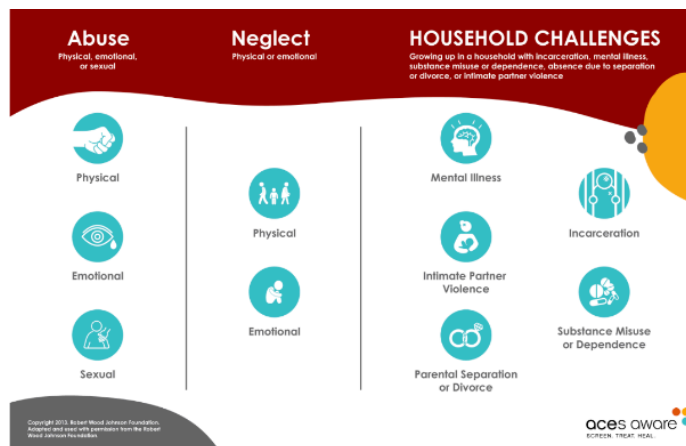 Abuse
Physical, emotional,
or sexual
Neglect
Physical or emotional
HOUSEHOLD CHALLENGES
Growing up in a household with incarceration, mental illness,
substance misuse or dependence, absence due to separation
or divorce, or intimate partner violence
Physical
Emotional
Sexual
Physical
Emotional
Mental Illness
Intimate Partner
Violence
Parental Separation
or Divorce
Incarceration
Substance Misuse
or Dependence
Copyright 2013. Robert Wood Johnson Foundation.
Adapted and used with permission from the Robert
Wood Johnson Foundation
aces aware
SCREEN. TREAT. HEAL.